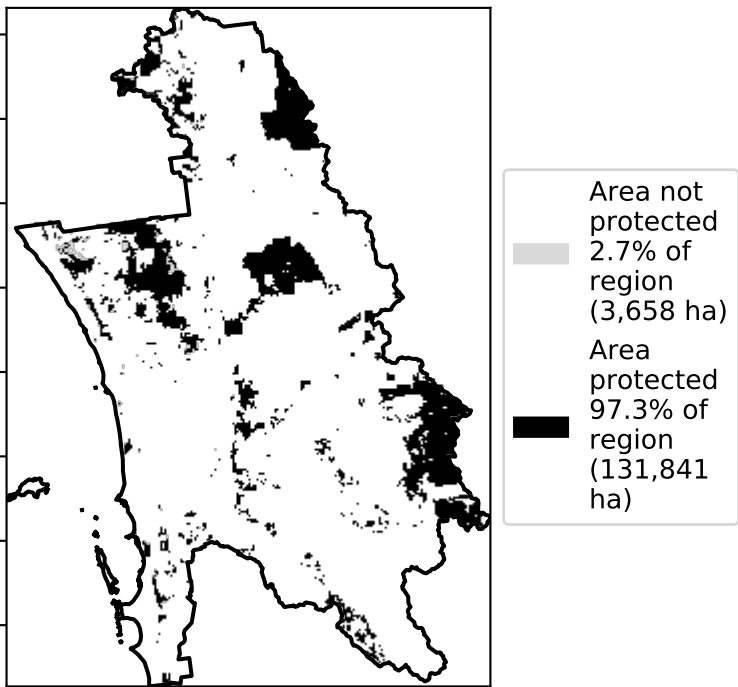 Area not
protected
2.7% of
region
(3,658 ha)
Area
protected
97.3% of
region
(131,841
ha)